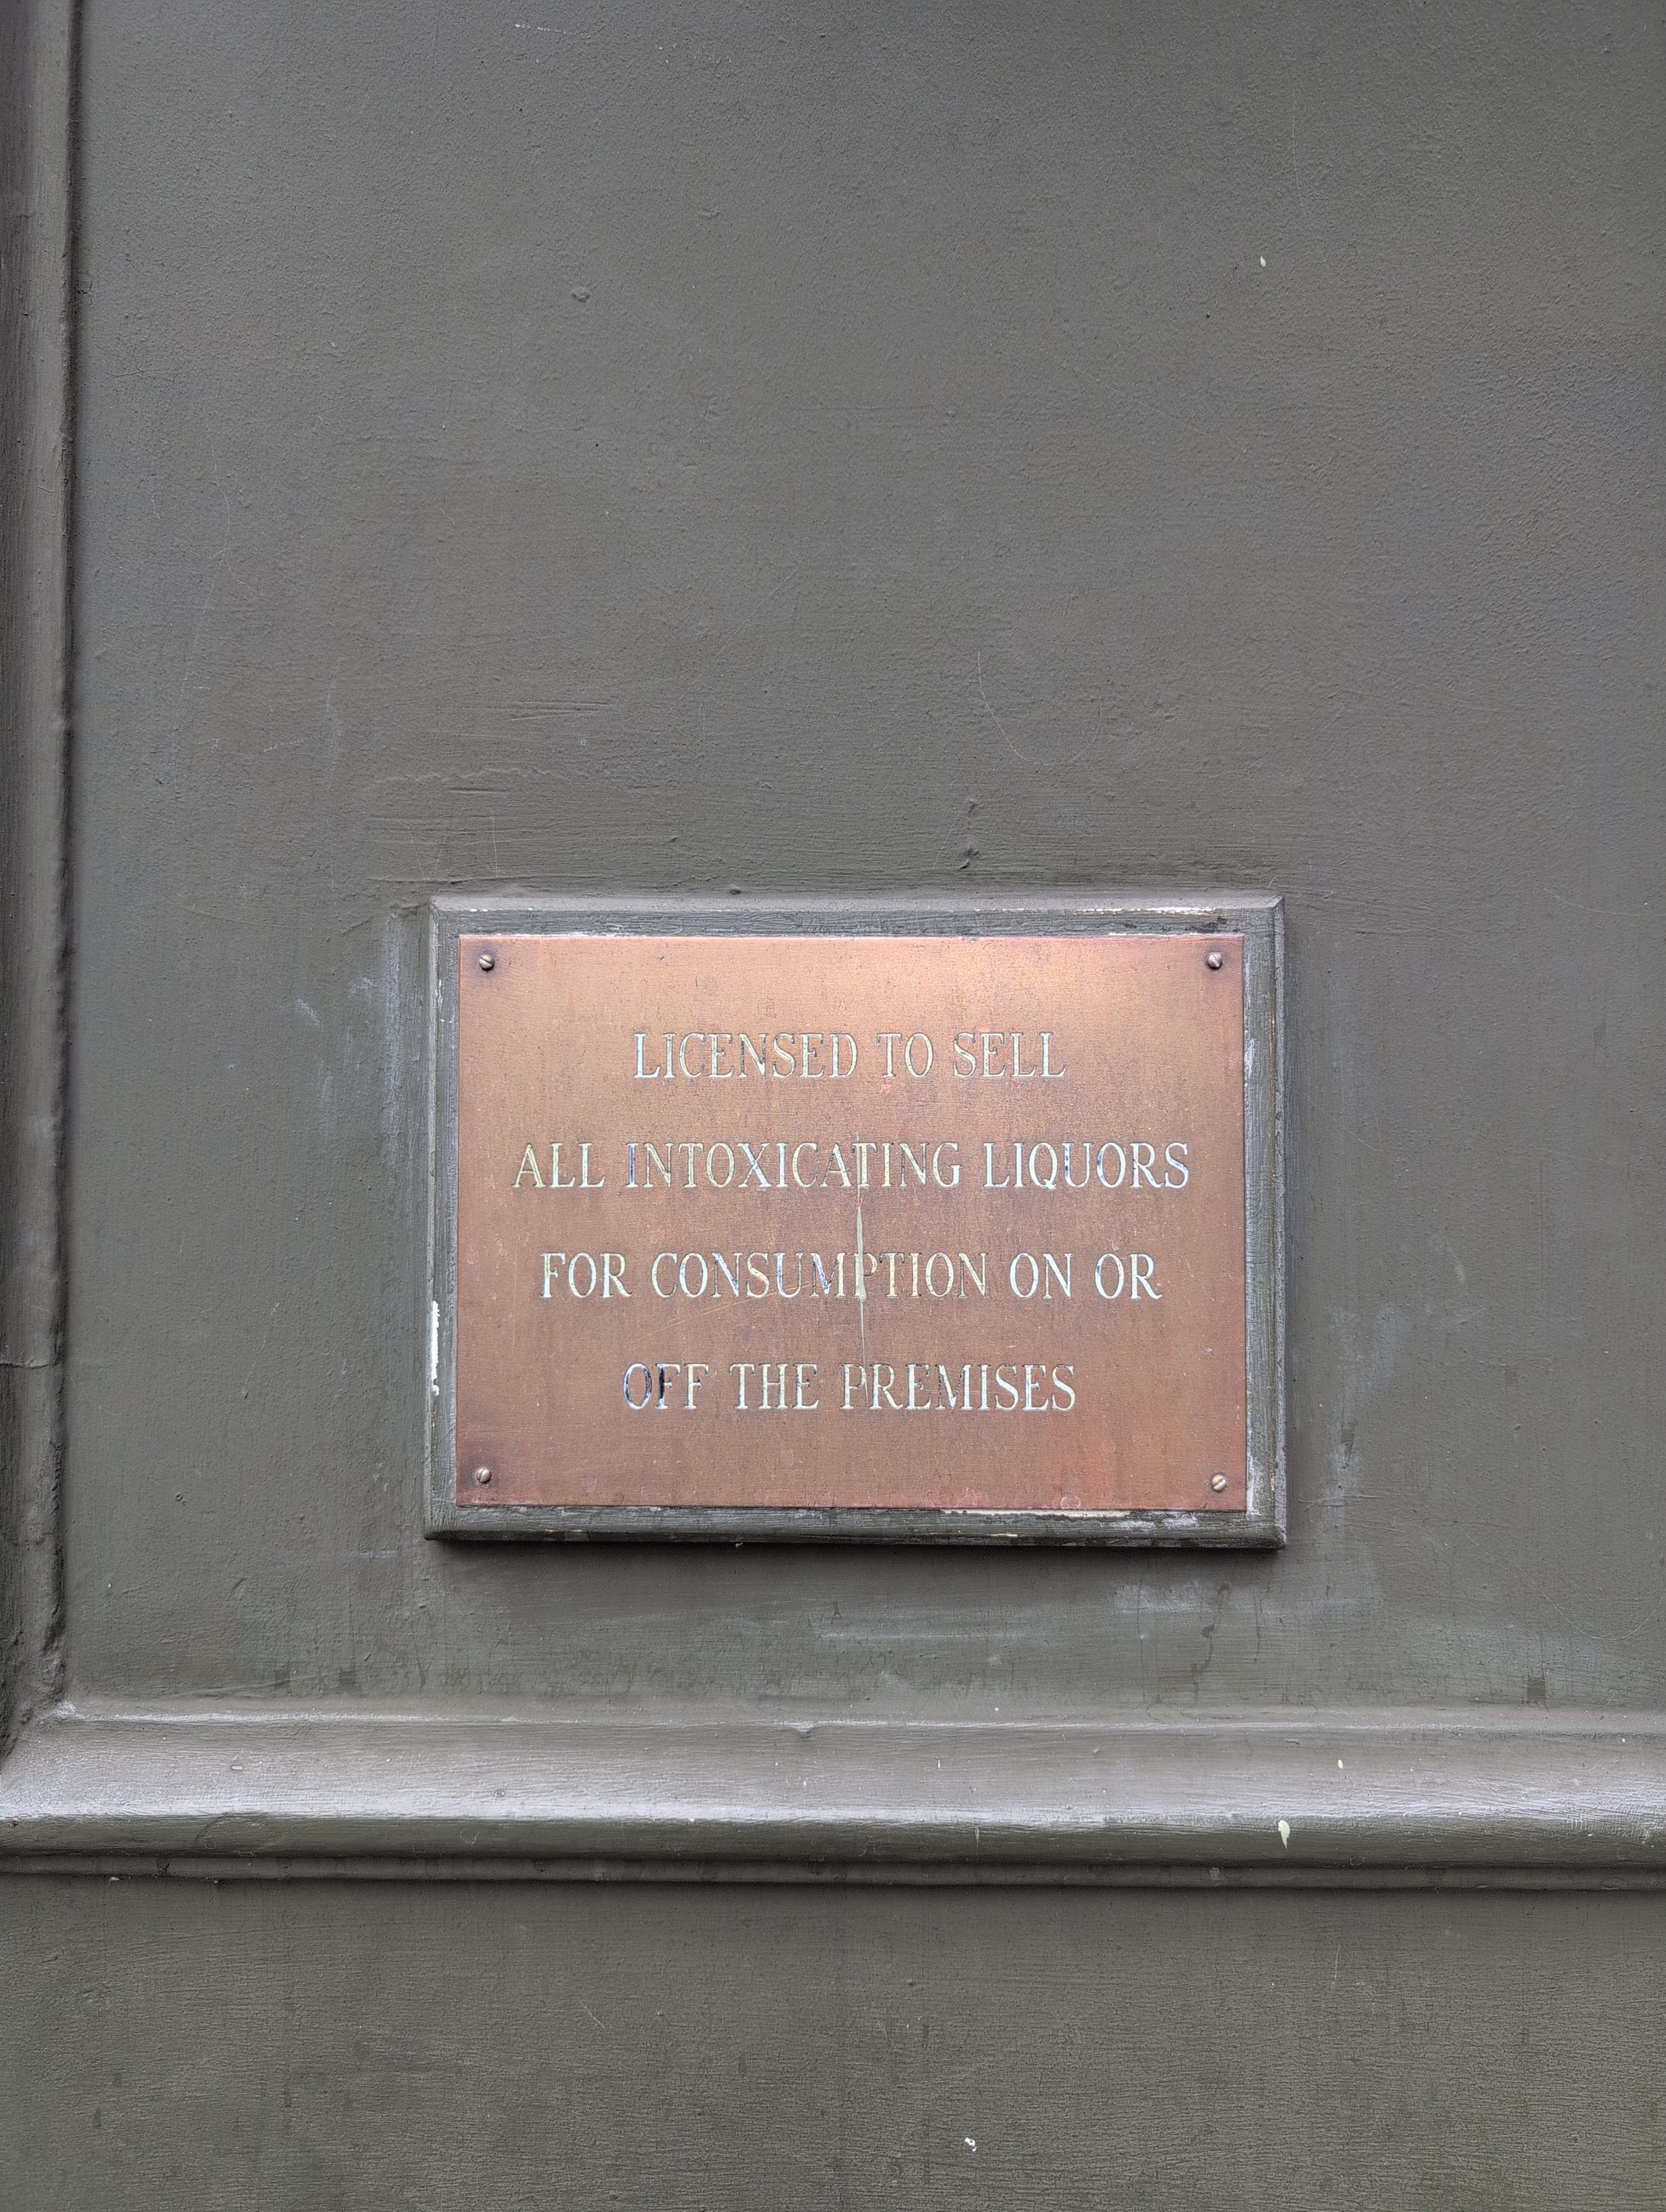 LICENSED TO SELL
ALL INTOXICATING LIQUORS
FOR CONSUMPTION ON OR
OFF THE PREMISES